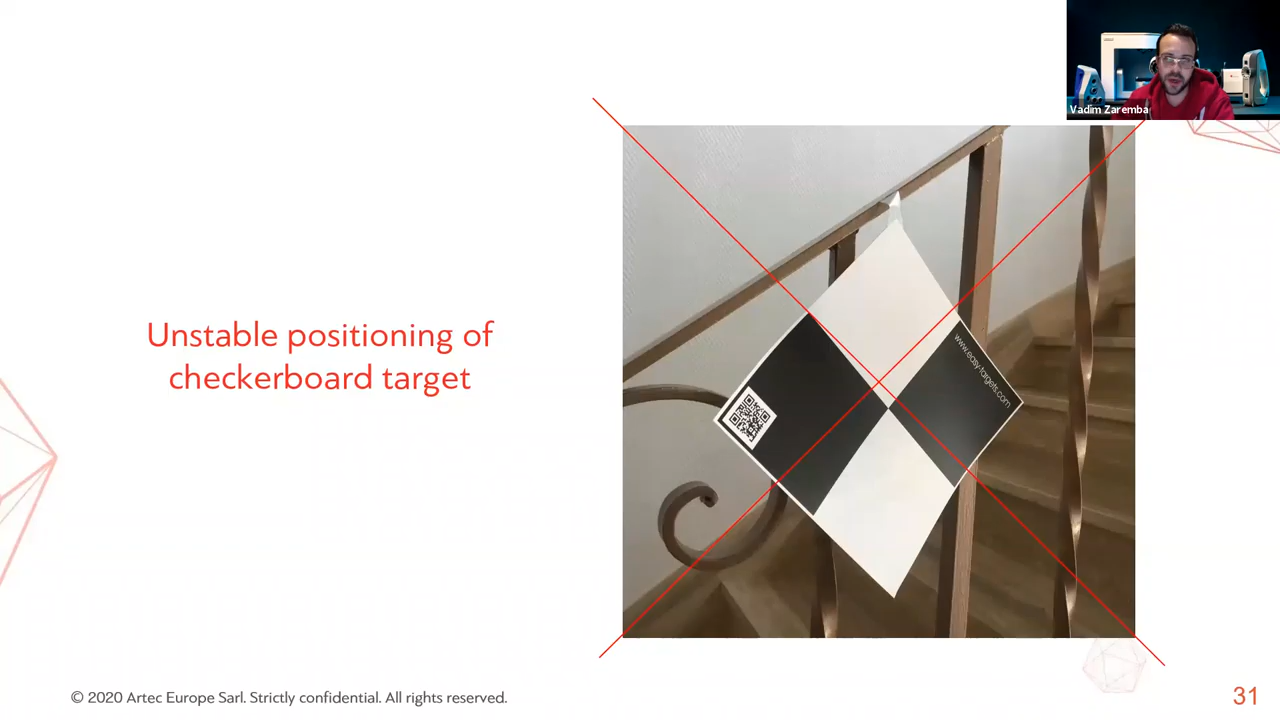 Vadim Zaremba
Unstable positioning of
checkerboard target
www.easy-targets.com
© 2020 Artec Europe Sarl. Strictly confidential. All rights reserved.
31